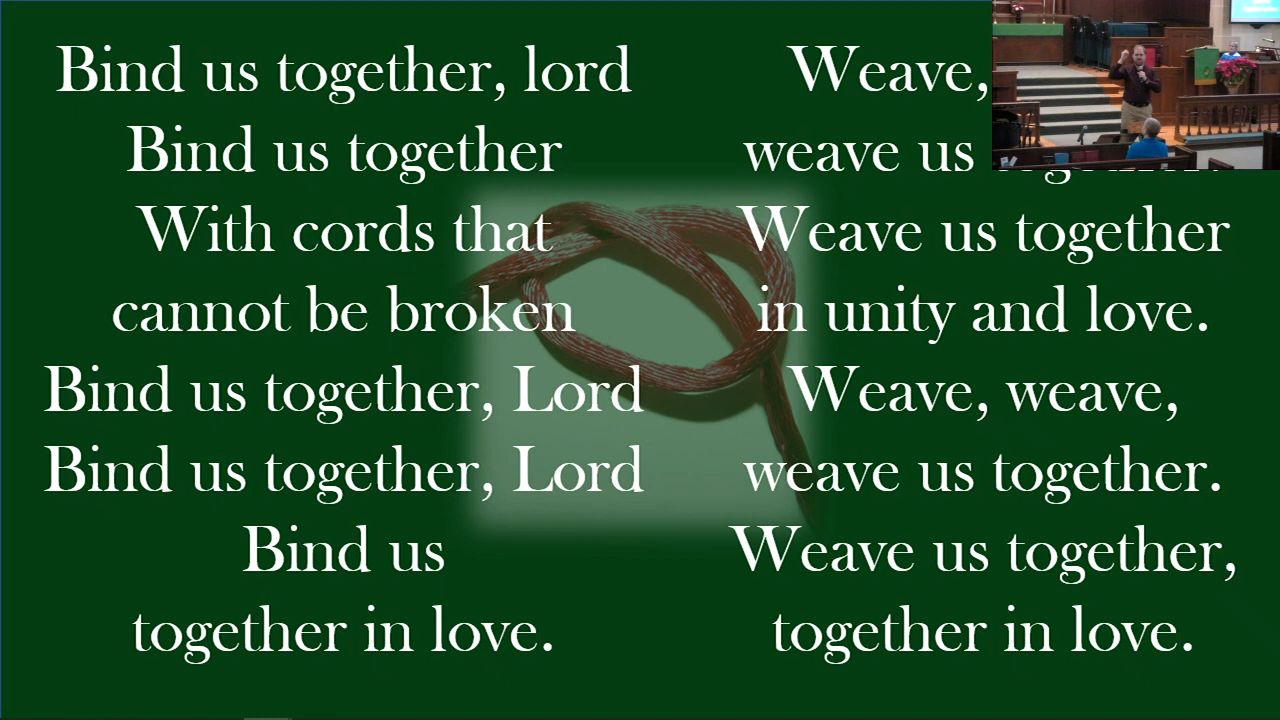 Bind us together, lord
Bind us together
With cords that
cannot be broken
Bind us together, Lord
Bind us together, Lord
Bind us
together in love.
Weave,
weave us together.
Weave us together
in unity and love.
Weave, weave,
weave us together.
Weave us together,
together in love.